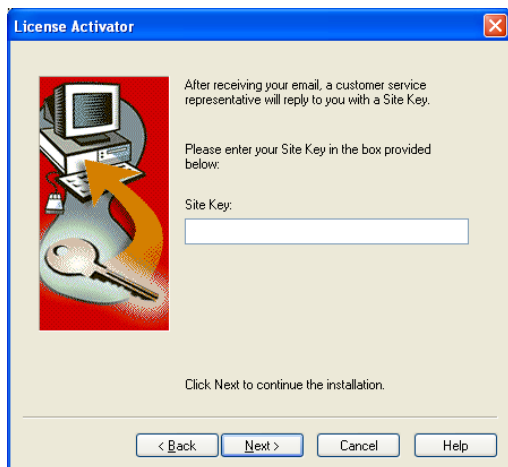 License Activator
After receiving your email, a customer service
representative will reply to you with a Site Key.
Please enter your Site Key in the box provided
below:
Site Key:
Click Next to continue the installation.
< Back Next > Cancel Help